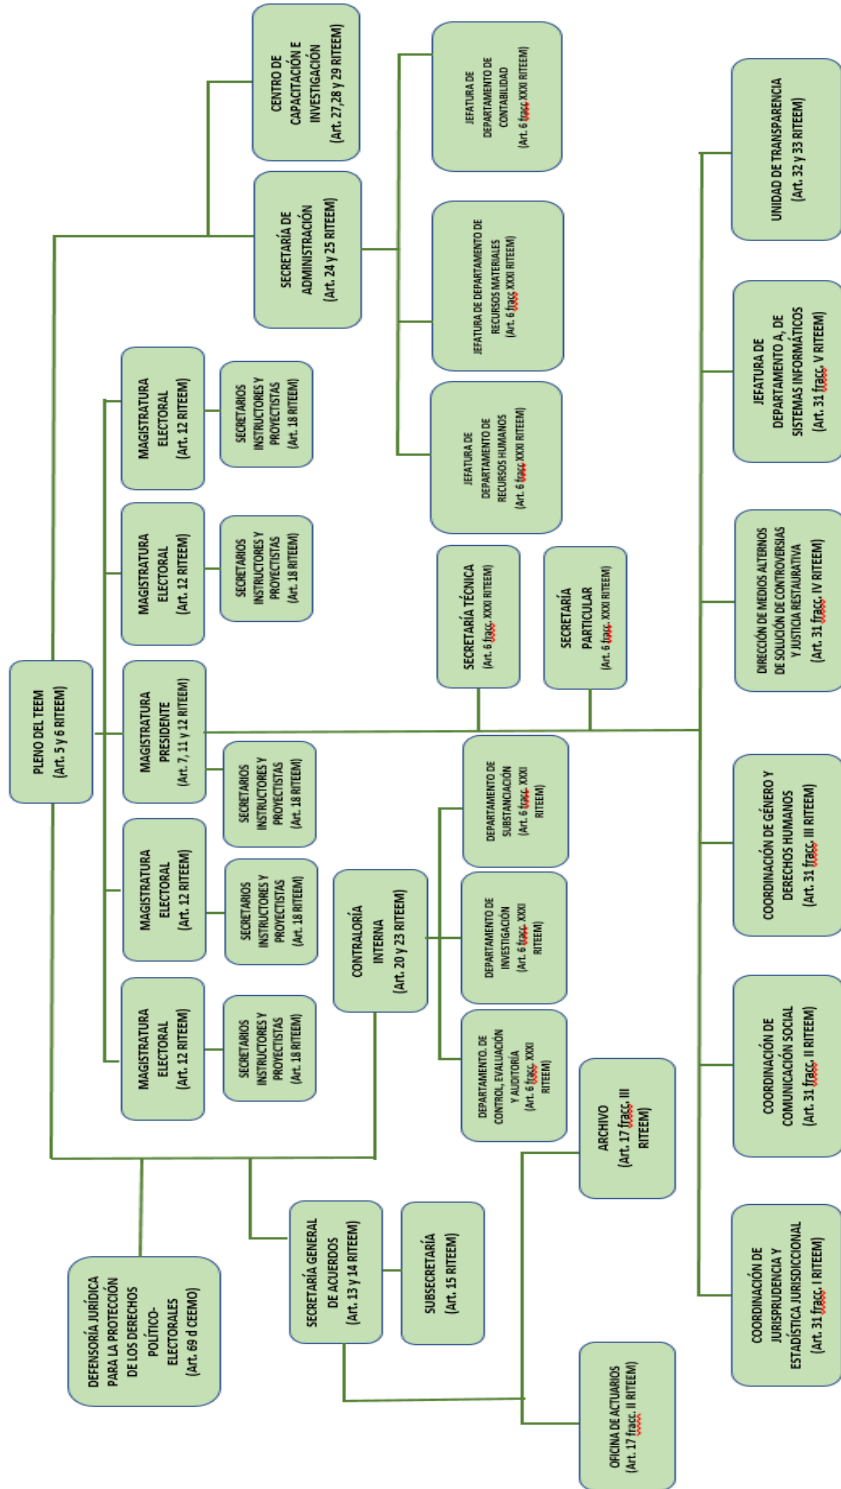 PLENO DEL TEEM
(Art. 5 y 6 RITEEM)
DEFENSORÍA JURÍDICA
PARA LA PROTECCIÓN
DE LOS DERECHOS
POLÍTICO-
ELECTORALES
(Art. 69 d CEEMO)
MAGISTRATURA
ELECTORAL
(Art. 12 RITEEM)
MAGISTRATURA
ELECTORAL
(Art. 12 RITEEM)
MAGISTRATURA
PRESIDENTE
(Art. 7, 11 y 12 RITEEM)
MAGISTRATURA
ELECTORAL
(Art. 12 RITEEM)
MAGISTRATURA
ELECTORAL
(Art. 12 RITEEM)
SECRETARIOS
INSTRUCTORES Y
PROYECTISTAS
(Art. 18 RITEEM)
SECRETARIOS
INSTRUCTORES Y
PROYECTISTAS
(Art. 18 RITEEM)
SECRETARIOS
INSTRUCTORES Y
PROYECTISTAS
(Art. 18 RITEEM)
SECRETARIOS
INSTRUCTORES Y
PROYECTISTAS
(Art. 18 RITEEM)
SECRETARIOS
INSTRUCTORES Y
PROYECTISTAS
(Art. 18 RITEEM)
SECRETARÍA DE
ADMINISTRACIÓN
(Art. 24 y 25 RITEEM)
CENTRO DE
CAPACITACIÓN E
INVESTIGACIÓN
(Art. 27,28 y 29 RITEEM)
SECRETARÍA GENERAL
DE ACUERDOS
(Art. 13 y 14 RITEEM)
SUBSECRETARÍA
(Art. 15 RITEEM)
CONTRALORÍA
INTERNA
(Art. 20 y 23 RITEEM)
DEPARTAMENTO. DE
CONTROL, EVALUACIÓN
Y AUDITORÍA
(Art. 6 fracc. XXXI
RITEEM)
DEPARTAMENTO DE
INVESTIGACIÓN
(Art. 6 fracc. XXXI
RITEEM)
DEPARTAMENTO DE
SUBSTANCIACIÓN
(Art. 6 fracc. XXXI
RITEEM)
SECRETARÍA TÉCNICA
(Art. 6 fracc. XXXI RITEEM)
SECRETARÍA
PARTICULAR
(Art. 6 fracc. XXXI RITEEM)
JEFATURA DE
DEPARTAMENTO DE
RECURSOS HUMANOS
(Art. 6 fracc XXXI RITEEM)
JEFATURA DE DEPARTAMENTO DE
RECURSOS MATERIALES
(Art. 6 fracc XXXI RITEEM)
JEFATURA DE
DEPARTAMENTO DE
CONTABILIDAD
(Art. 6 fracc XXXI RITEEM)
OFICINA DE ACTUARIOS
(Art. 17 fracc. II RITEEM)
ARCHIVO
(Art. 17 fracc. III
RITEEM)
COORDINACIÓN DE
JURISPRUDENCIA Y
ESTADÍSTICA JURISDICCIONAL
(Art. 31 fracc. I RITEEM)
COORDINACIÓN DE
COMUNICACIÓN SOCIAL
(Art. 31 fracc. II RITEEM)
COORDINACIÓN DE GÉNERO Y
DERECHOS HUMANOS
(Art. 31 fracc. III RITEEM)
DIRECCIÓN DE MEDIOS ALTERNOS
DE SOLUCIÓN DE CONTROVERSIAS
Y JUSTICIA RESTAURATIVA
(Art. 31 fracc. IV RITEEM)
JEFATURA DE
DEPARTAMENTO A, DE
SISTEMAS INFORMÁTICOS
(Art. 31 fracc. V RITEEM)
UNIDAD DE TRANSPARENCIA
(Art. 32 y 33 RITEEM)